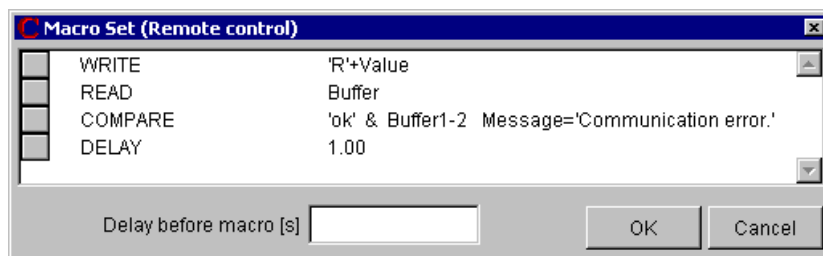 Macro Set (Remote control)
WRITE 'R'+Value
READ Buffer
COMPARE 'ok' & Buffer1-2 Message='Communication error.'
DELAY 1.00
Delay before macro [s] OK Cancel